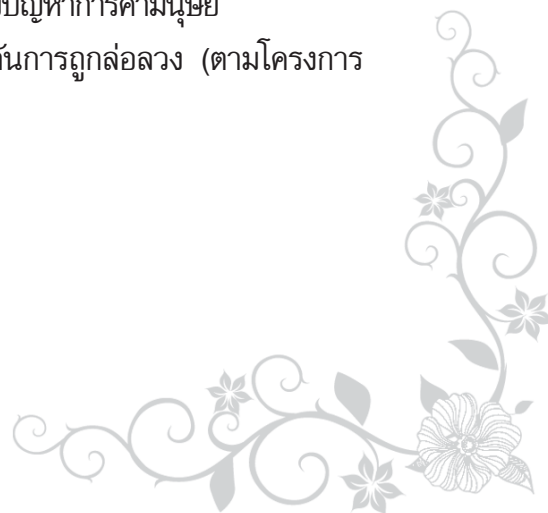 ปัญหาการค้ามนุษย์
กันการถูกล่อลวง (ตามโครงการ